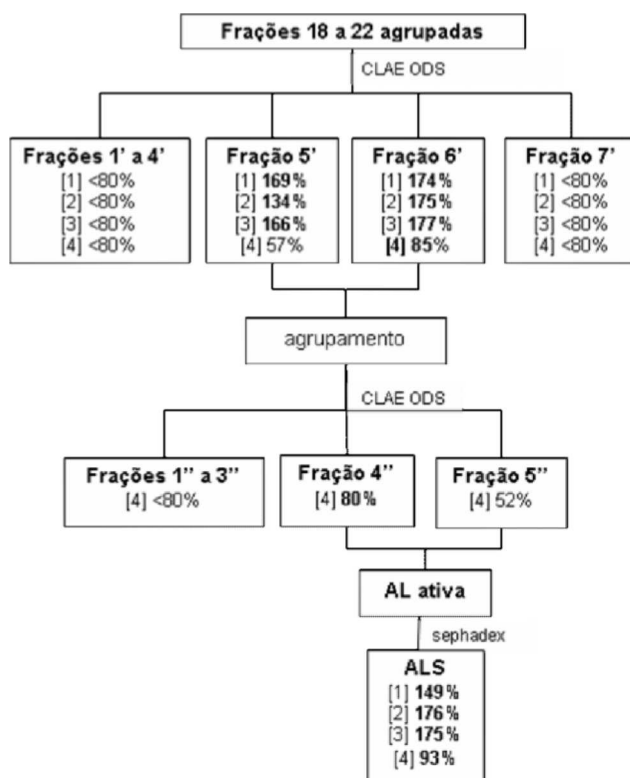 Frações 18 a 22 agrupadas
CLAE ODS
Frações 1' a 4'
[1] <80%
[2] <80%
[3] <80%
[4] <80%
Fração 5'
[1] 169%
[2] 134%
[3] 166%
[4] 57%
Fração 6'
[1] 174%
[2] 175%
[3] 177%
[4] 85%
Fração 7'
[1] <80%
[2] <80%
[3] <80%
[4] <80%
agrupamento
CLAE ODS
Frações 1'' a 3''
[4] <80%
Fração 4''
[4] 80%
Fração 5''
[4] 52%
AL ativa
sephadex
ALS
[1] 149%
[2] 176%
[3] 175%
[4] 93%